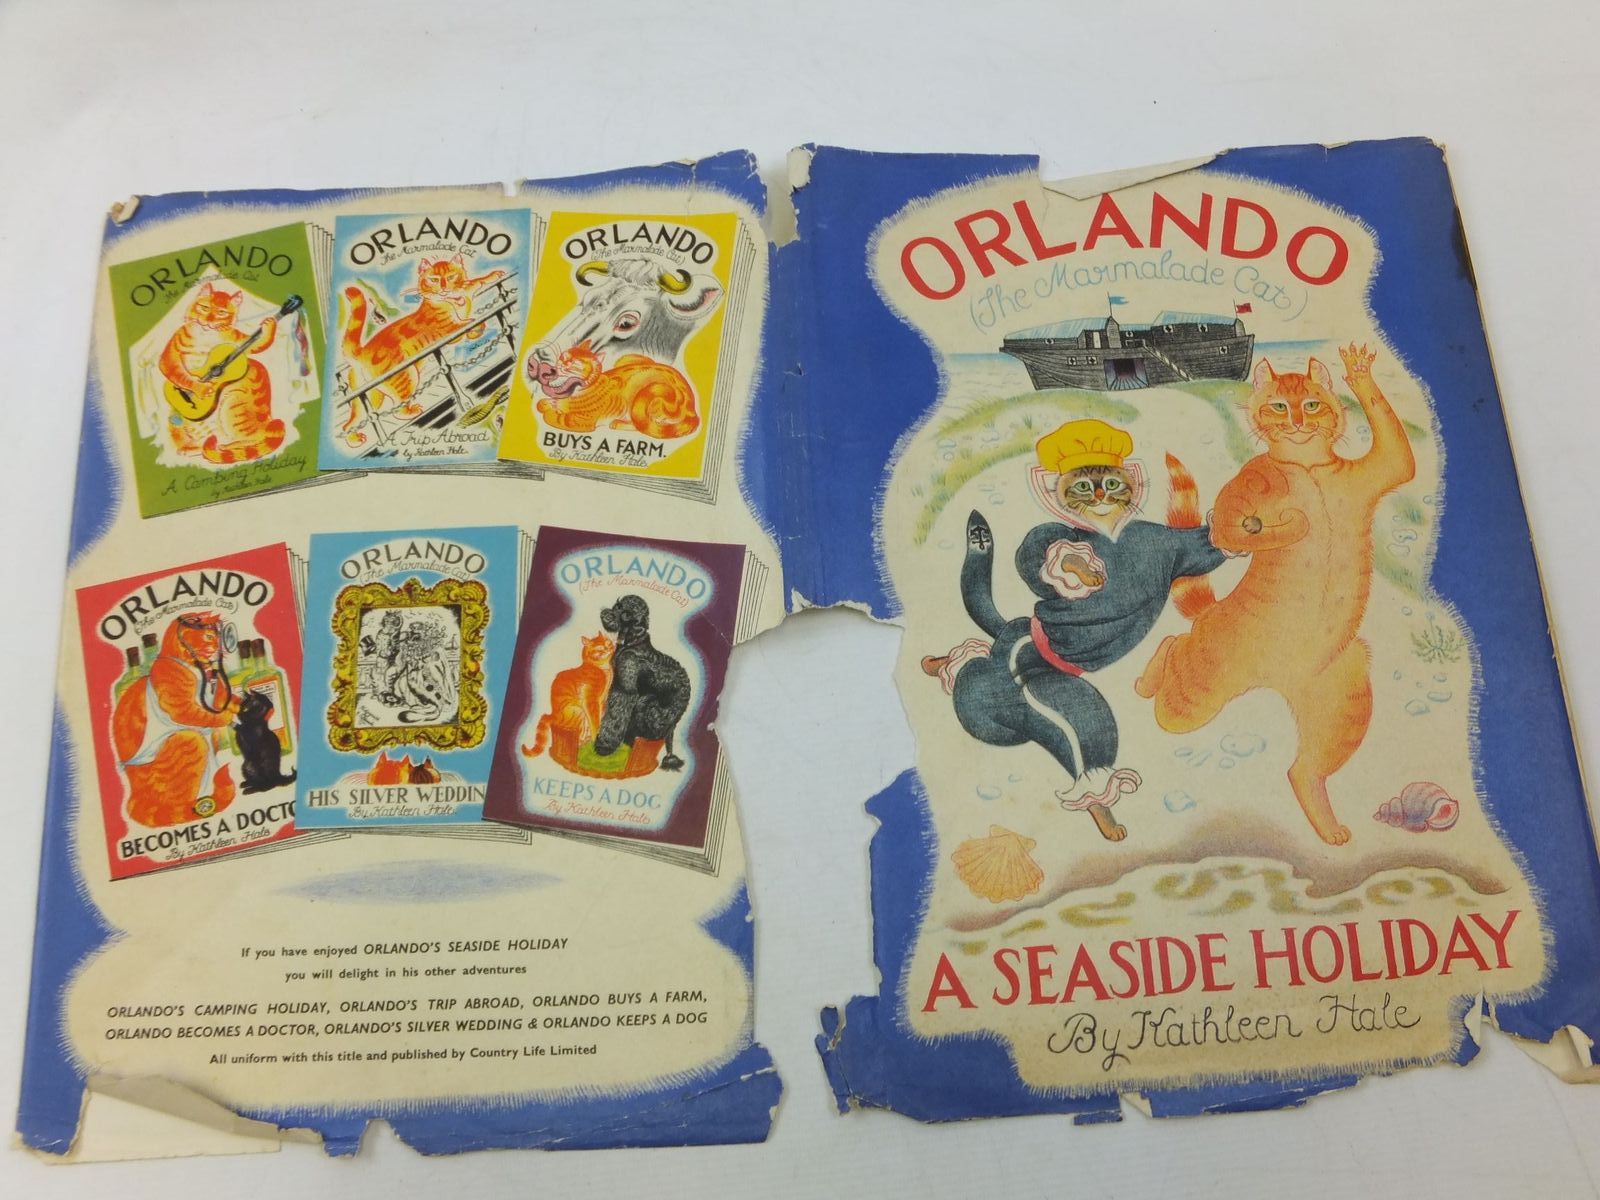 ORLANDO
The Marmalade Cat
A Camping Holiday
by Kathleen Hale
ORLANDO
The Marmalade Cat
A Trip Abroad
by Kathleen Hale.
ORLANDO
(The Marmalade Cat)
BUYS A FARM.
By Kathleen Hale.
ORLANDO
(The Marmalade Cat)
BECOMES A DOCTO
By Kathleen Hale
ORLANDO
(The Marmalade Cat)
HIS SILVER WEDDIN
By Kathleen Hale.
ORLANDO
(The Marmalade Cat)
KEEPS A DOG
By Kathleen Hale
If you have enjoyed ORLANDO'S SEASIDE HOLIDAY
you will delight in his other adventures
ORLANDO'S CAMPING HOLIDAY, ORLANDO'S TRIP ABROAD, ORLANDO BUYS A FARM,
ORLANDO BECOMES A DOCTOR, ORLANDO'S SILVER WEDDING & ORLANDO KEEPS A DOG
All uniform with this title and published by Country Life Limited
ORLANDO
(The Marmalade Cat)
A SEASIDE HOLIDAY
By Kathleen Hale